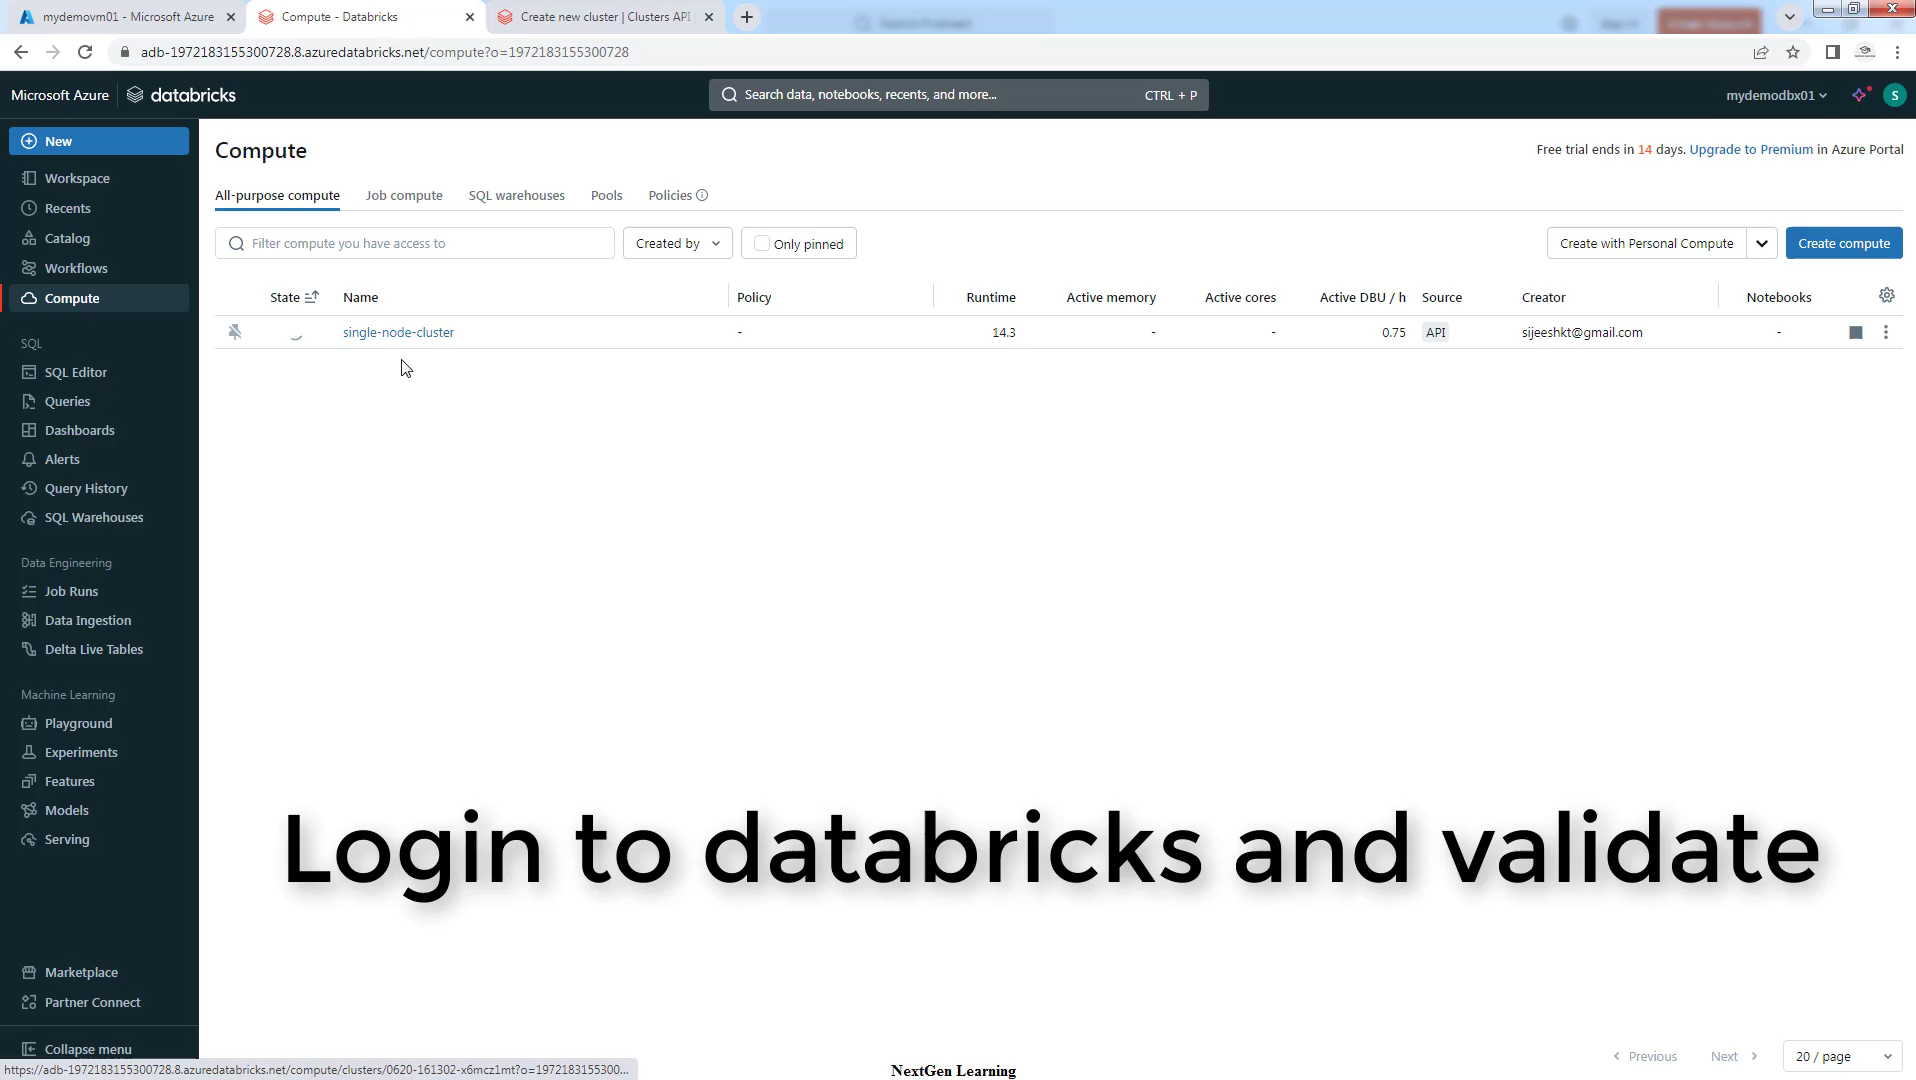 mydemovm01 - Microsoft Azure
Compute - Databricks
Create new cluster | Clusters API
adb-1972183155300728.8.azuredatabricks.net/compute?o=1972183155300728
Microsoft Azure databricks
Search data, notebooks, recents, and more... CTRL + P
mydemodbx01 S
New
Workspace
Recents
Catalog
Workflows
Compute
SQL
SQL Editor
Queries
Dashboards
Alerts
Query History
SQL Warehouses
Data Engineering
Job Runs
Data Ingestion
Delta Live Tables
Machine Learning
Playground
Experiments
Features
Models
Serving
Marketplace
Partner Connect
Collapse menu
Compute
Free trial ends in 14 days. Upgrade to Premium in Azure Portal
All-purpose compute Job compute SQL warehouses Pools Policies
Filter compute you have access to Created by Only pinned Create with Personal Compute Create compute
State Name Policy Runtime Active memory Active cores Active DBU / h Source Creator Notebooks
single-node-cluster - 14.3 - - 0.75 API sijeeshkt@gmail.com -
Login to databricks and validate
Previous Next 20 / page
https://adb-1972183155300728.8.azuredatabricks.net/compute/clusters/0620-161302-x6mcz1mt?o=1972183155300...
NextGen Learning